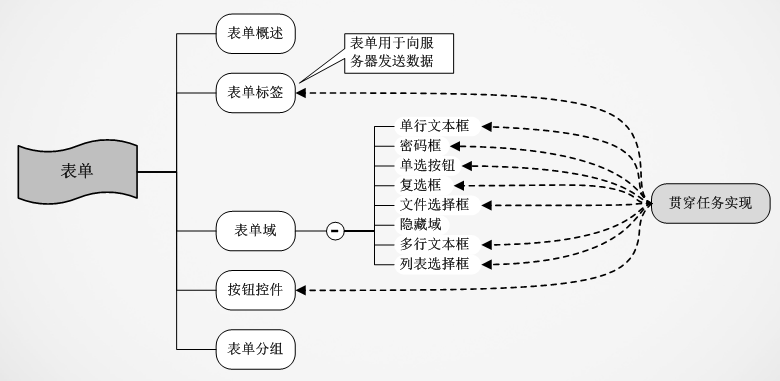 表单概述
表单用于向服
务器发送数据
表单标签
单行文本框
密码框
单选按钮
表单
复选框
贯穿任务实现
文件选择框
隐藏域
表单域
多行文本框
列表选择框
按钮控件
表单分组